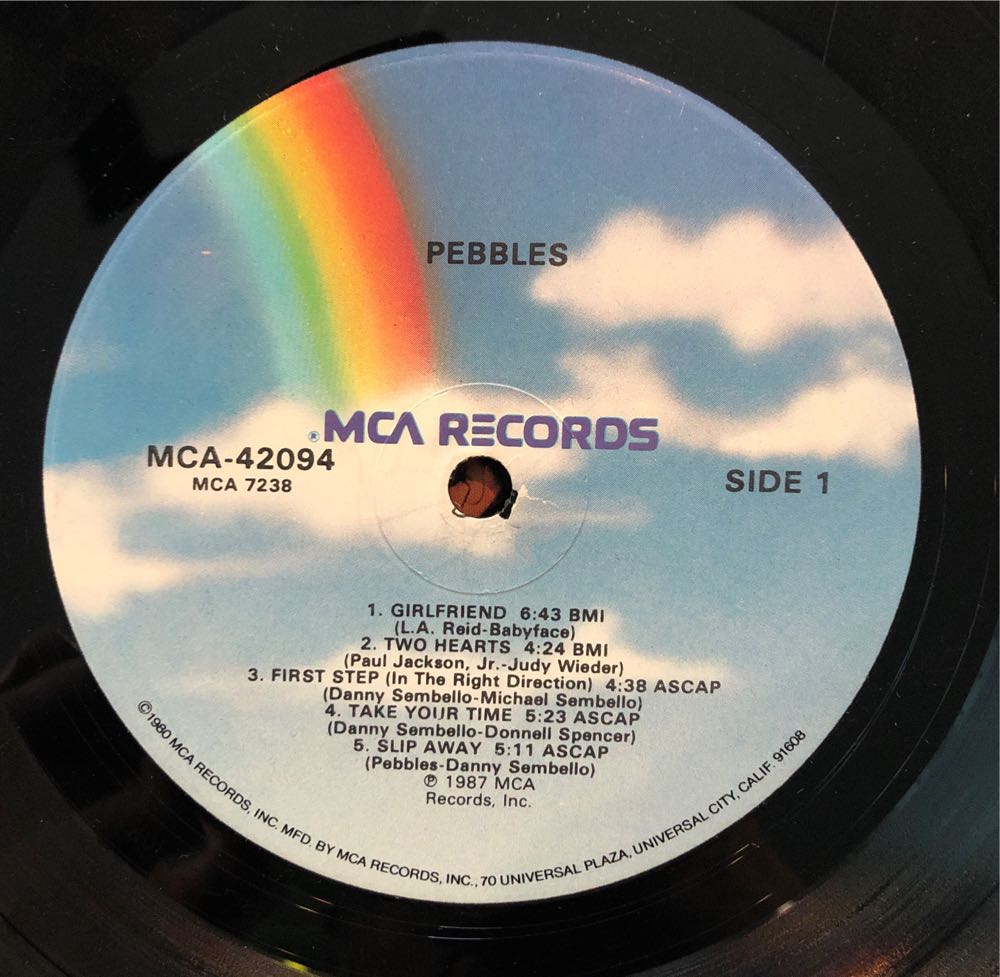 PEBBLES
® MCA RECORDS
MCA-42094
MCA 7238
SIDE 1
1. GIRLFRIEND 6:43 BMI
(L.A. Reid-Babyface)
2. TWO HEARTS 4:24 BMI
(Paul Jackson, Jr.-Judy Wieder)
3. FIRST STEP (In The Right Direction) 4:38 ASCAP
(Danny Sembello-Michael Sembello)
4. TAKE YOUR TIME 5:23 ASCAP
(Danny Sembello-Donnell Spencer)
5. SLIP AWAY 5:11 ASCAP
(Pebbles-Danny Sembello)
℗ 1987 MCA
Records, Inc.
©1980 MCA RECORDS, INC. MFD. BY MCA RECORDS, INC., 70 UNIVERSAL PLAZA, UNIVERSAL CITY, CALIF. 91608